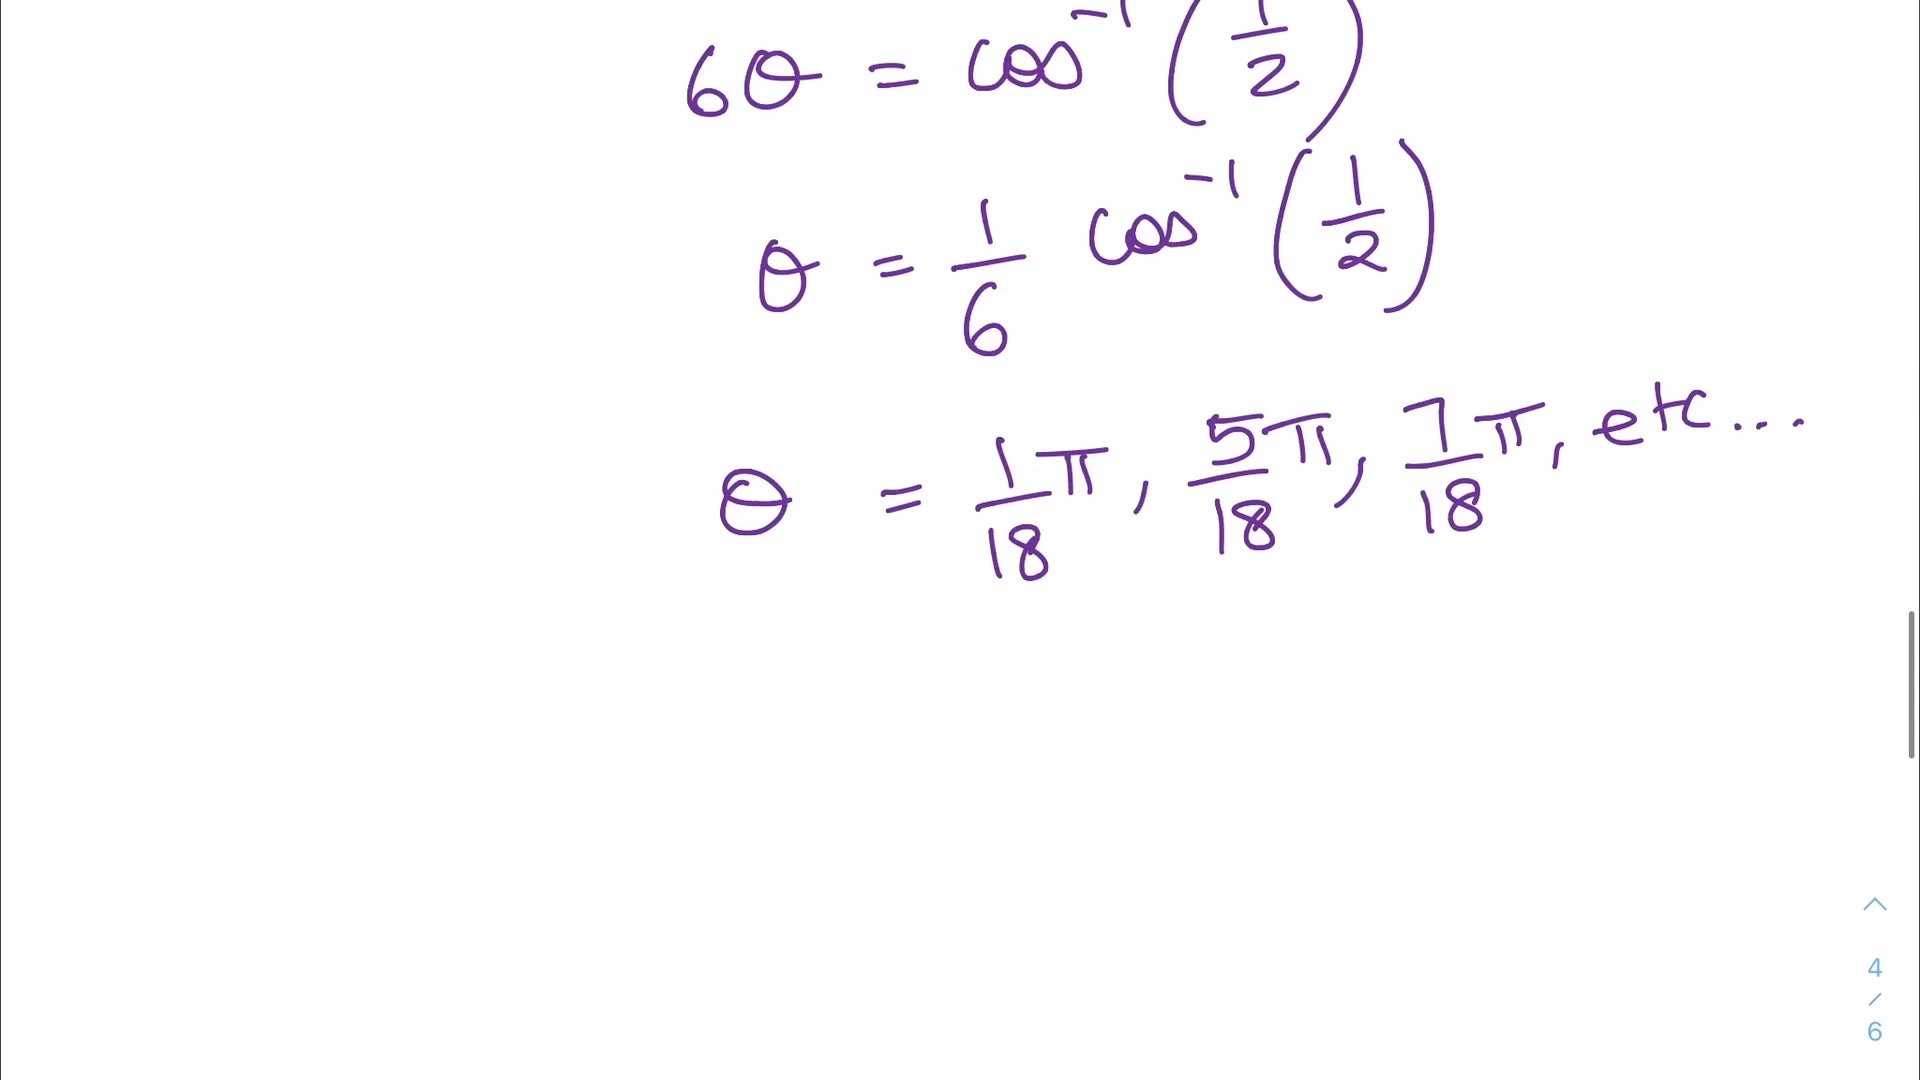 6θ = cos⁻¹ (1/2)
θ = 1/6 cos⁻¹ (1/2)
θ = 1/18 π, 5/18 π, 7/18 π, etc...
4
/
6